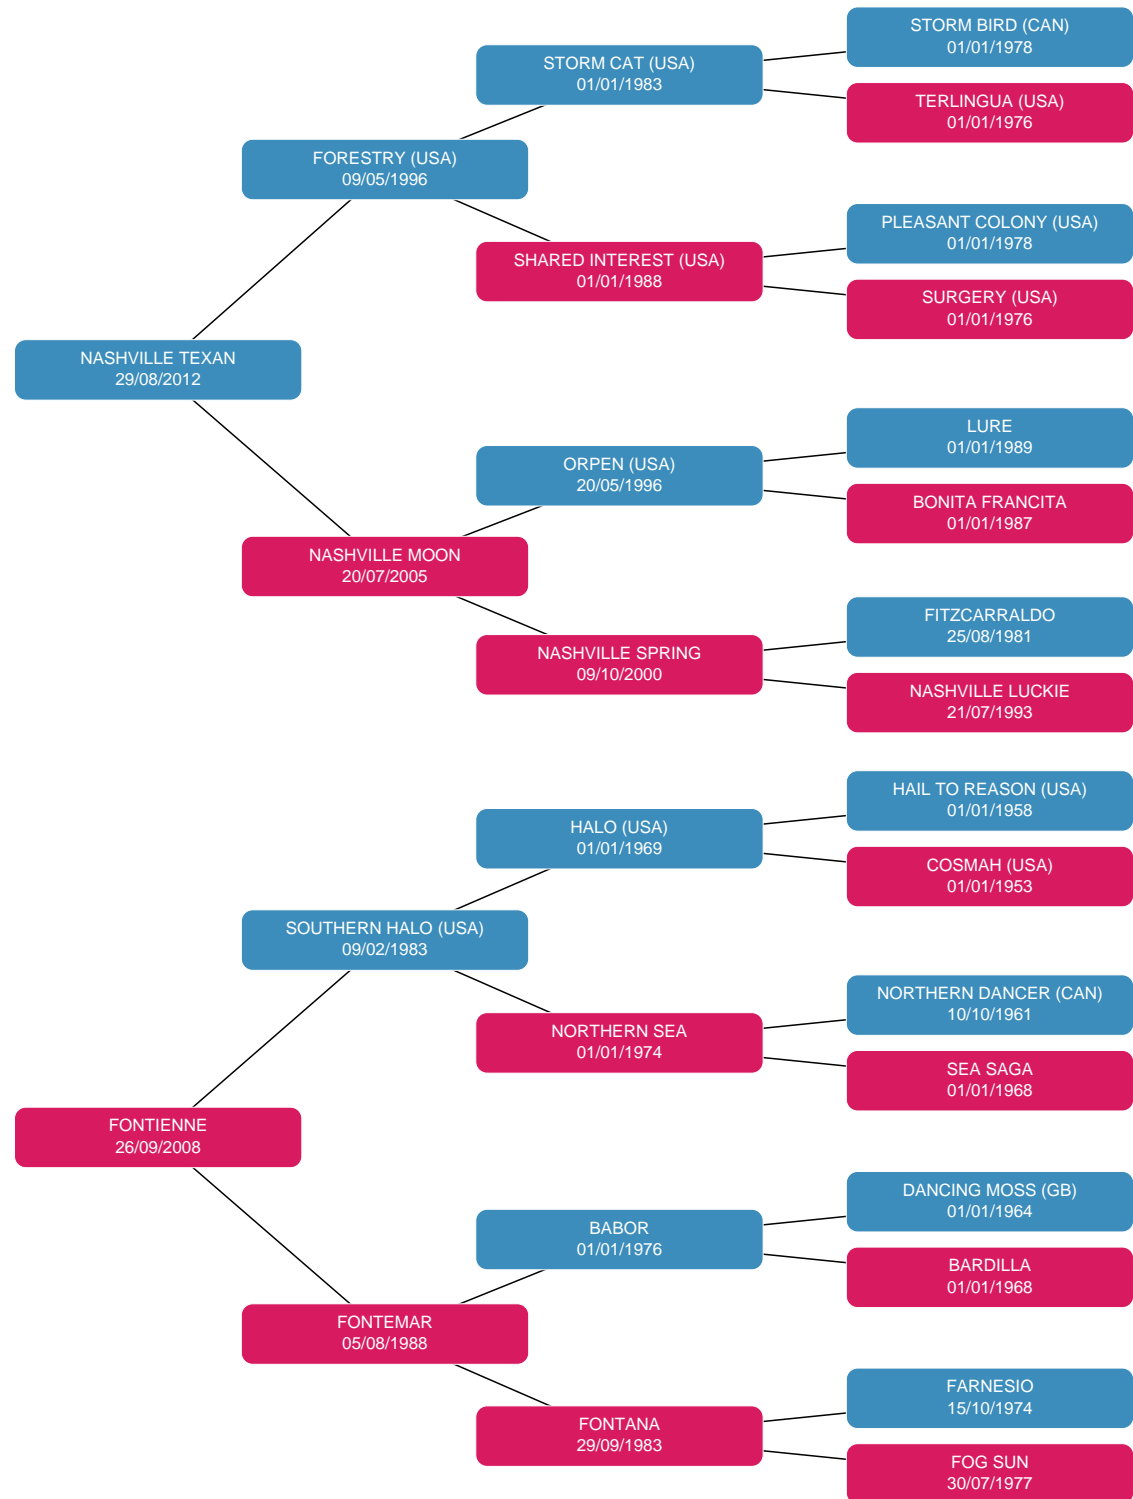 STORM BIRD (CAN)
01/01/1978
STORM CAT (USA)
01/01/1983
TERLINGUA (USA)
01/01/1976
FORESTRY (USA)
09/05/1996
PLEASANT COLONY (USA)
01/01/1978
SHARED INTEREST (USA)
01/01/1988
SURGERY (USA)
01/01/1976
NASHVILLE TEXAN
29/08/2012
LURE
01/01/1989
ORPEN (USA)
20/05/1996
BONITA FRANCITA
01/01/1987
NASHVILLE MOON
20/07/2005
FITZCARRALDO
25/08/1981
NASHVILLE SPRING
09/10/2000
NASHVILLE LUCKIE
21/07/1993
HAIL TO REASON (USA)
01/01/1958
HALO (USA)
01/01/1969
COSMAH (USA)
01/01/1953
SOUTHERN HALO (USA)
09/02/1983
NORTHERN DANCER (CAN)
10/10/1961
NORTHERN SEA
01/01/1974
SEA SAGA
01/01/1968
FONTIENNE
26/09/2008
DANCING MOSS (GB)
01/01/1964
BABOR
01/01/1976
BARDILLA
01/01/1968
FONTEMAR
05/08/1988
FARNESIO
15/10/1974
FONTANA
29/09/1983
FOG SUN
30/07/1977